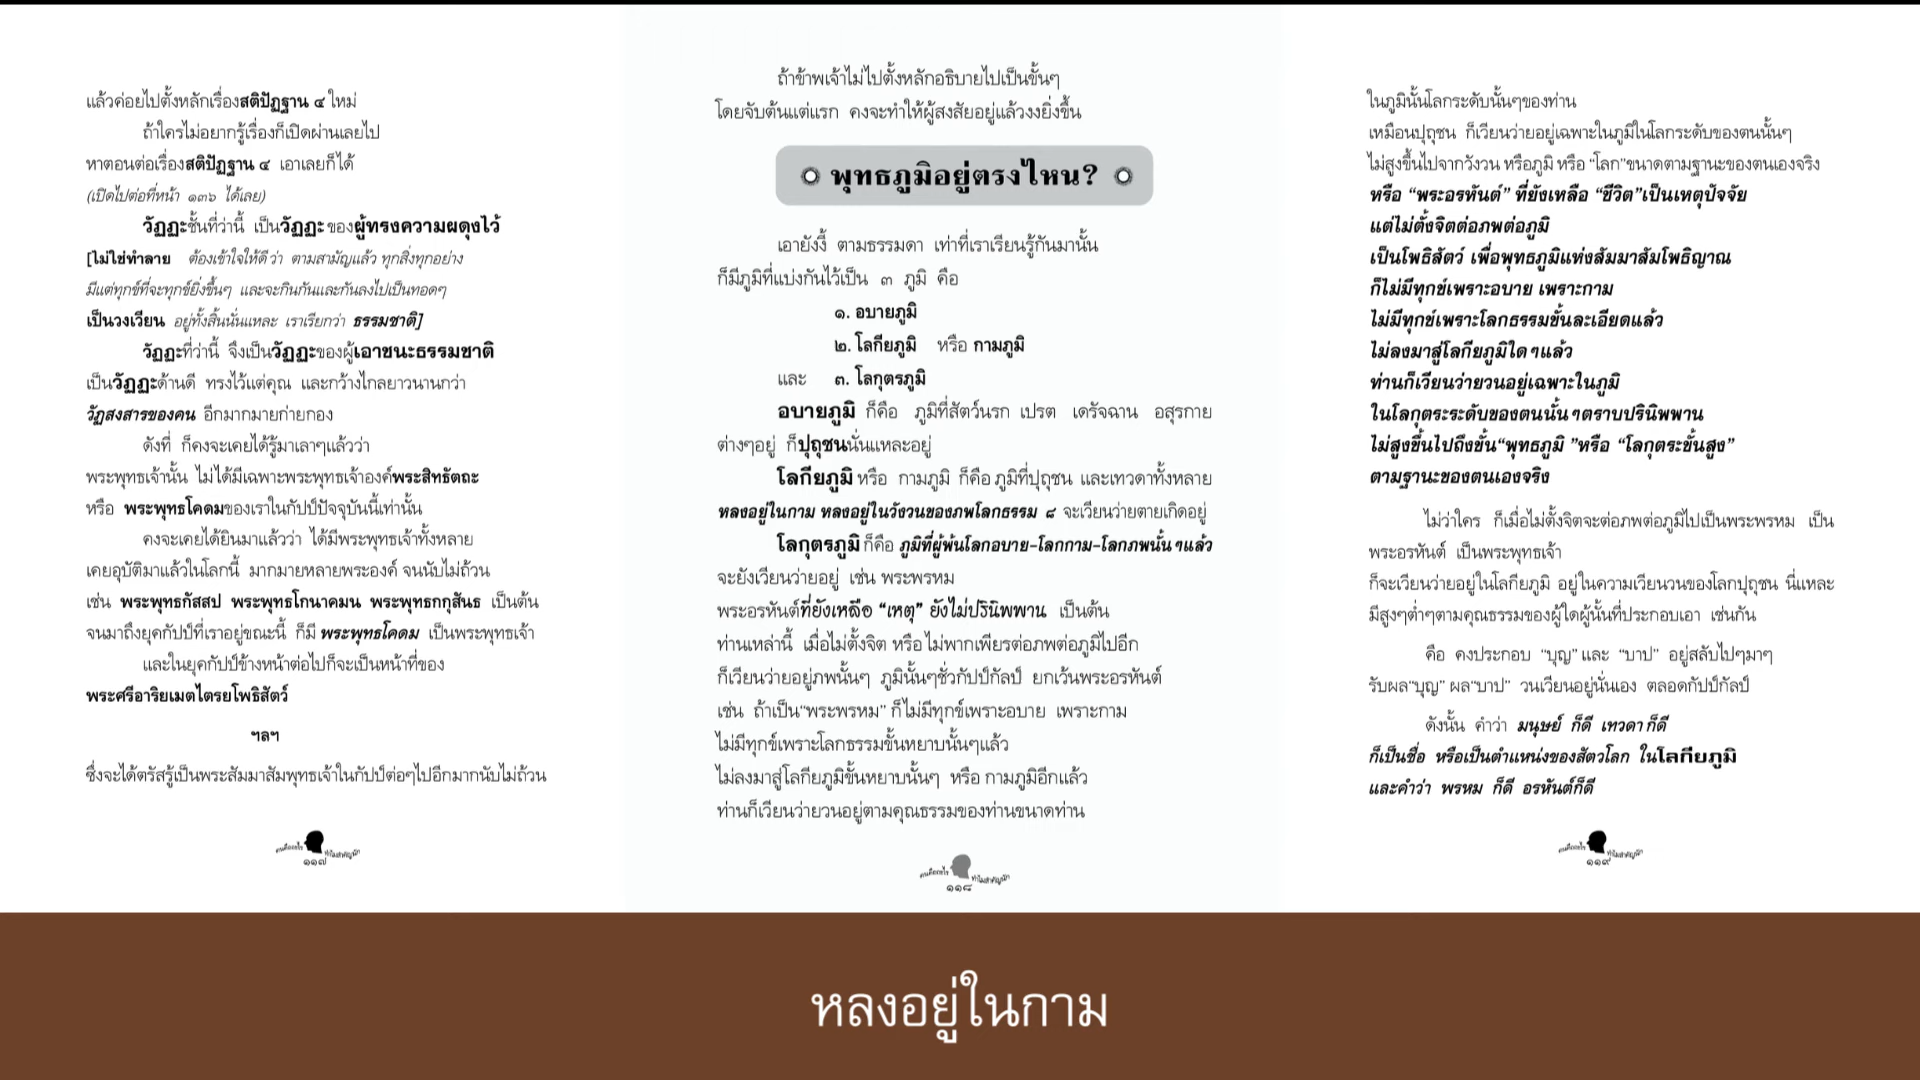 แล้วค่อยไปตั้งหลักเรื่องสติปัฏฐาน ๔ ใหม่
ถ้าใครไม่อยากรู้เรื่องก็เปิดผ่านเลยไป
หาตอนต่อเรื่องสติปัฏฐาน ๔ เอาเลยก็ได้
(เปิดไปต่อที่หน้า ๑๓๖ ได้เลย)
วัฏฏะชั้นที่ว่านี้ เป็นวัฏฏะของผู้ทรงความผดุงไว้
[ไม่ใช่ทำลาย ต้องเข้าใจให้ดีว่า ตามสามัญแล้ว ทุกสิ่งทุกอย่าง
มีแต่ทุกข์ที่จะทุกข์ยิ่งขึ้นๆ และจะกินกันและกันลงไปเป็นทอดๆ
เป็นวงเวียน อยู่ทั้งสิ้นนั่นแหละ เราเรียกว่า ธรรมชาติ]
วัฏฏะที่ว่านี้ จึงเป็นวัฏฏะของผู้เอาชนะธรรมชาติ
เป็นวัฏฏะด้านดี ทรงไว้แต่คุณ และกว้างไกลยาวนานกว่า
วัฏสงสารของคน อีกมากมายก่ายกอง
ดังที่ ก็คงจะเคยได้รู้มาเลาๆแล้วว่า
พระพุทธเจ้านั้น ไม่ได้มีเฉพาะพระพุทธเจ้าองค์พระสิทธัตถะ
หรือ พระพุทธโคดมของเราในกัปป์ปัจจุบันนี้เท่านั้น
คงจะเคยได้ยินมาแล้วว่า ได้มีพระพุทธเจ้าทั้งหลาย
เคยอุบัติมาแล้วในโลกนี้ มากมายหลายพระองค์ จนนับไม่ถ้วน
เช่น พระพุทธกัสสป พระพุทธโกนาคมน พระพุทธกกุสันธ เป็นต้น
จนมาถึงยุคกัปป์ที่เราอยู่ขณะนี้ ก็มี พระพุทธโคดม เป็นพระพุทธเจ้า
และในยุคกัปป์ข้างหน้าต่อไปก็จะเป็นหน้าที่ของ
พระศรีอาริยเมตไตรยโพธิสัตว์
ฯลฯ
ซึ่งจะได้ตรัสรู้เป็นพระสัมมาสัมพุทธเจ้าในกัปป์ต่อๆไปอีกมากนับไม่ถ้วน
๑๑๗
ถ้าข้าพเจ้าไม่ไปตั้งหลักอธิบายไปเป็นขั้นๆ
โดยจับต้นแต่แรก คงจะทำให้ผู้สงสัยอยู่แล้วงงยิ่งขึ้น
พุทธภูมิอยู่ตรงไหน?
เอายังงี้ ตามธรรมดา เท่าที่เราเรียนรู้กันมานั้น
ก็มีภูมิที่แบ่งกันไว้เป็น ๓ ภูมิ คือ
๑. อบายภูมิ
๒. โลกียภูมิ หรือ กามภูมิ
และ ๓. โลกุตรภูมิ
อบายภูมิ ก็คือ ภูมิที่สัตว์นรก เปรต เดรัจฉาน อสุรกาย
ต่างๆอยู่ ก็ปุถุชนนั่นแหละอยู่
โลกียภูมิ หรือ กามภูมิ ก็คือ ภูมิที่ปุถุชน และเทวดาทั้งหลาย
หลงอยู่ในกาม หลงอยู่ในวังวนของภพโลกธรรม ๘ จะเวียนว่ายตายเกิดอยู่
โลกุตรภูมิ ก็คือ ภูมิที่ผู้พ้นโลกอบาย-โลกกาม-โลกภพนั้นๆแล้ว
จะยังเวียนว่ายอยู่ เช่น พระพรหม
พระอรหันต์ที่ยังเหลือ “เหตุ” ยังไม่ปรินิพพาน เป็นต้น
ท่านเหล่านี้ เมื่อไม่ตั้งจิต หรือ ไม่พากเพียรต่อภพต่อภูมิไปอีก
ก็เวียนว่ายอยู่ภพนั้นๆ ภูมินั้นๆชั่วกัปป์กัลป์ ยกเว้นพระอรหันต์
เช่น ถ้าเป็น“พระพรหม” ก็ไม่มีทุกข์เพราะอบาย เพราะกาม
ไม่มีทุกข์เพราะโลกธรรมขั้นหยาบนั้นๆแล้ว
ไม่ลงมาสู่โลกียภูมิขั้นหยาบนั้นๆ หรือ กามภูมิอีกแล้ว
ท่านก็เวียนว่ายวนอยู่ตามคุณธรรมของท่านขนาดท่าน
๑๑๘
ในภูมินั้นโลกระดับนั้นๆของท่าน
เหมือนปุถุชน ก็เวียนว่ายอยู่เฉพาะในภูมิในโลกระดับของตนนั้นๆ
ไม่สูงขึ้นไปจากวังวน หรือภูมิ หรือ “โลก”ขนาดตามฐานะของตนเองจริง
หรือ “พระอรหันต์” ที่ยังเหลือ “ชีวิต”เป็นเหตุปัจจัย
แต่ไม่ตั้งจิตต่อภพต่อภูมิ
เป็นโพธิสัตว์ เพื่อพุทธภูมิแห่งสัมมาสัมโพธิญาณ
ก็ไม่มีทุกข์เพราะอบาย เพราะกาม
ไม่มีทุกข์เพราะโลกธรรมขั้นละเอียดแล้ว
ไม่ลงมาสู่โลกียภูมิใดๆแล้ว
ท่านก็เวียนว่ายวนอยู่เฉพาะในภูมิ
ในโลกุตระระดับของตนนั้นๆตราบปรินิพพาน
ไม่สูงขึ้นไปถึงขั้น“พุทธภูมิ ”หรือ “โลกุตระขั้นสูง”
ตามฐานะของตนเองจริง
ไม่ว่าใคร ก็เมื่อไม่ตั้งจิตจะต่อภพต่อภูมิไปเป็นพระพรหม เป็น
พระอรหันต์ เป็นพระพุทธเจ้า
ก็จะเวียนว่ายอยู่ในโลกียภูมิ อยู่ในความเวียนวนของโลกปุถุชน นี่แหละ
มีสูงๆต่ำๆตามคุณธรรมของผู้ใดผู้นั้นที่ประกอบเอา เช่นกัน
คือ คงประกอบ “บุญ” และ “บาป” อยู่สลับไปๆมาๆ
รับผล“บุญ” ผล“บาป” วนเวียนอยู่นั่นเอง ตลอดกัปป์กัลป์
ดังนั้น คำว่า มนุษย์ ก็ดี เทวดา ก็ดี
ก็เป็นชื่อ หรือเป็นตำแหน่งของสัตวโลก ในโลกียภูมิ
และคำว่า พรหม ก็ดี อรหันต์ก็ดี
๑๑๙
หลงอยู่ในกาม